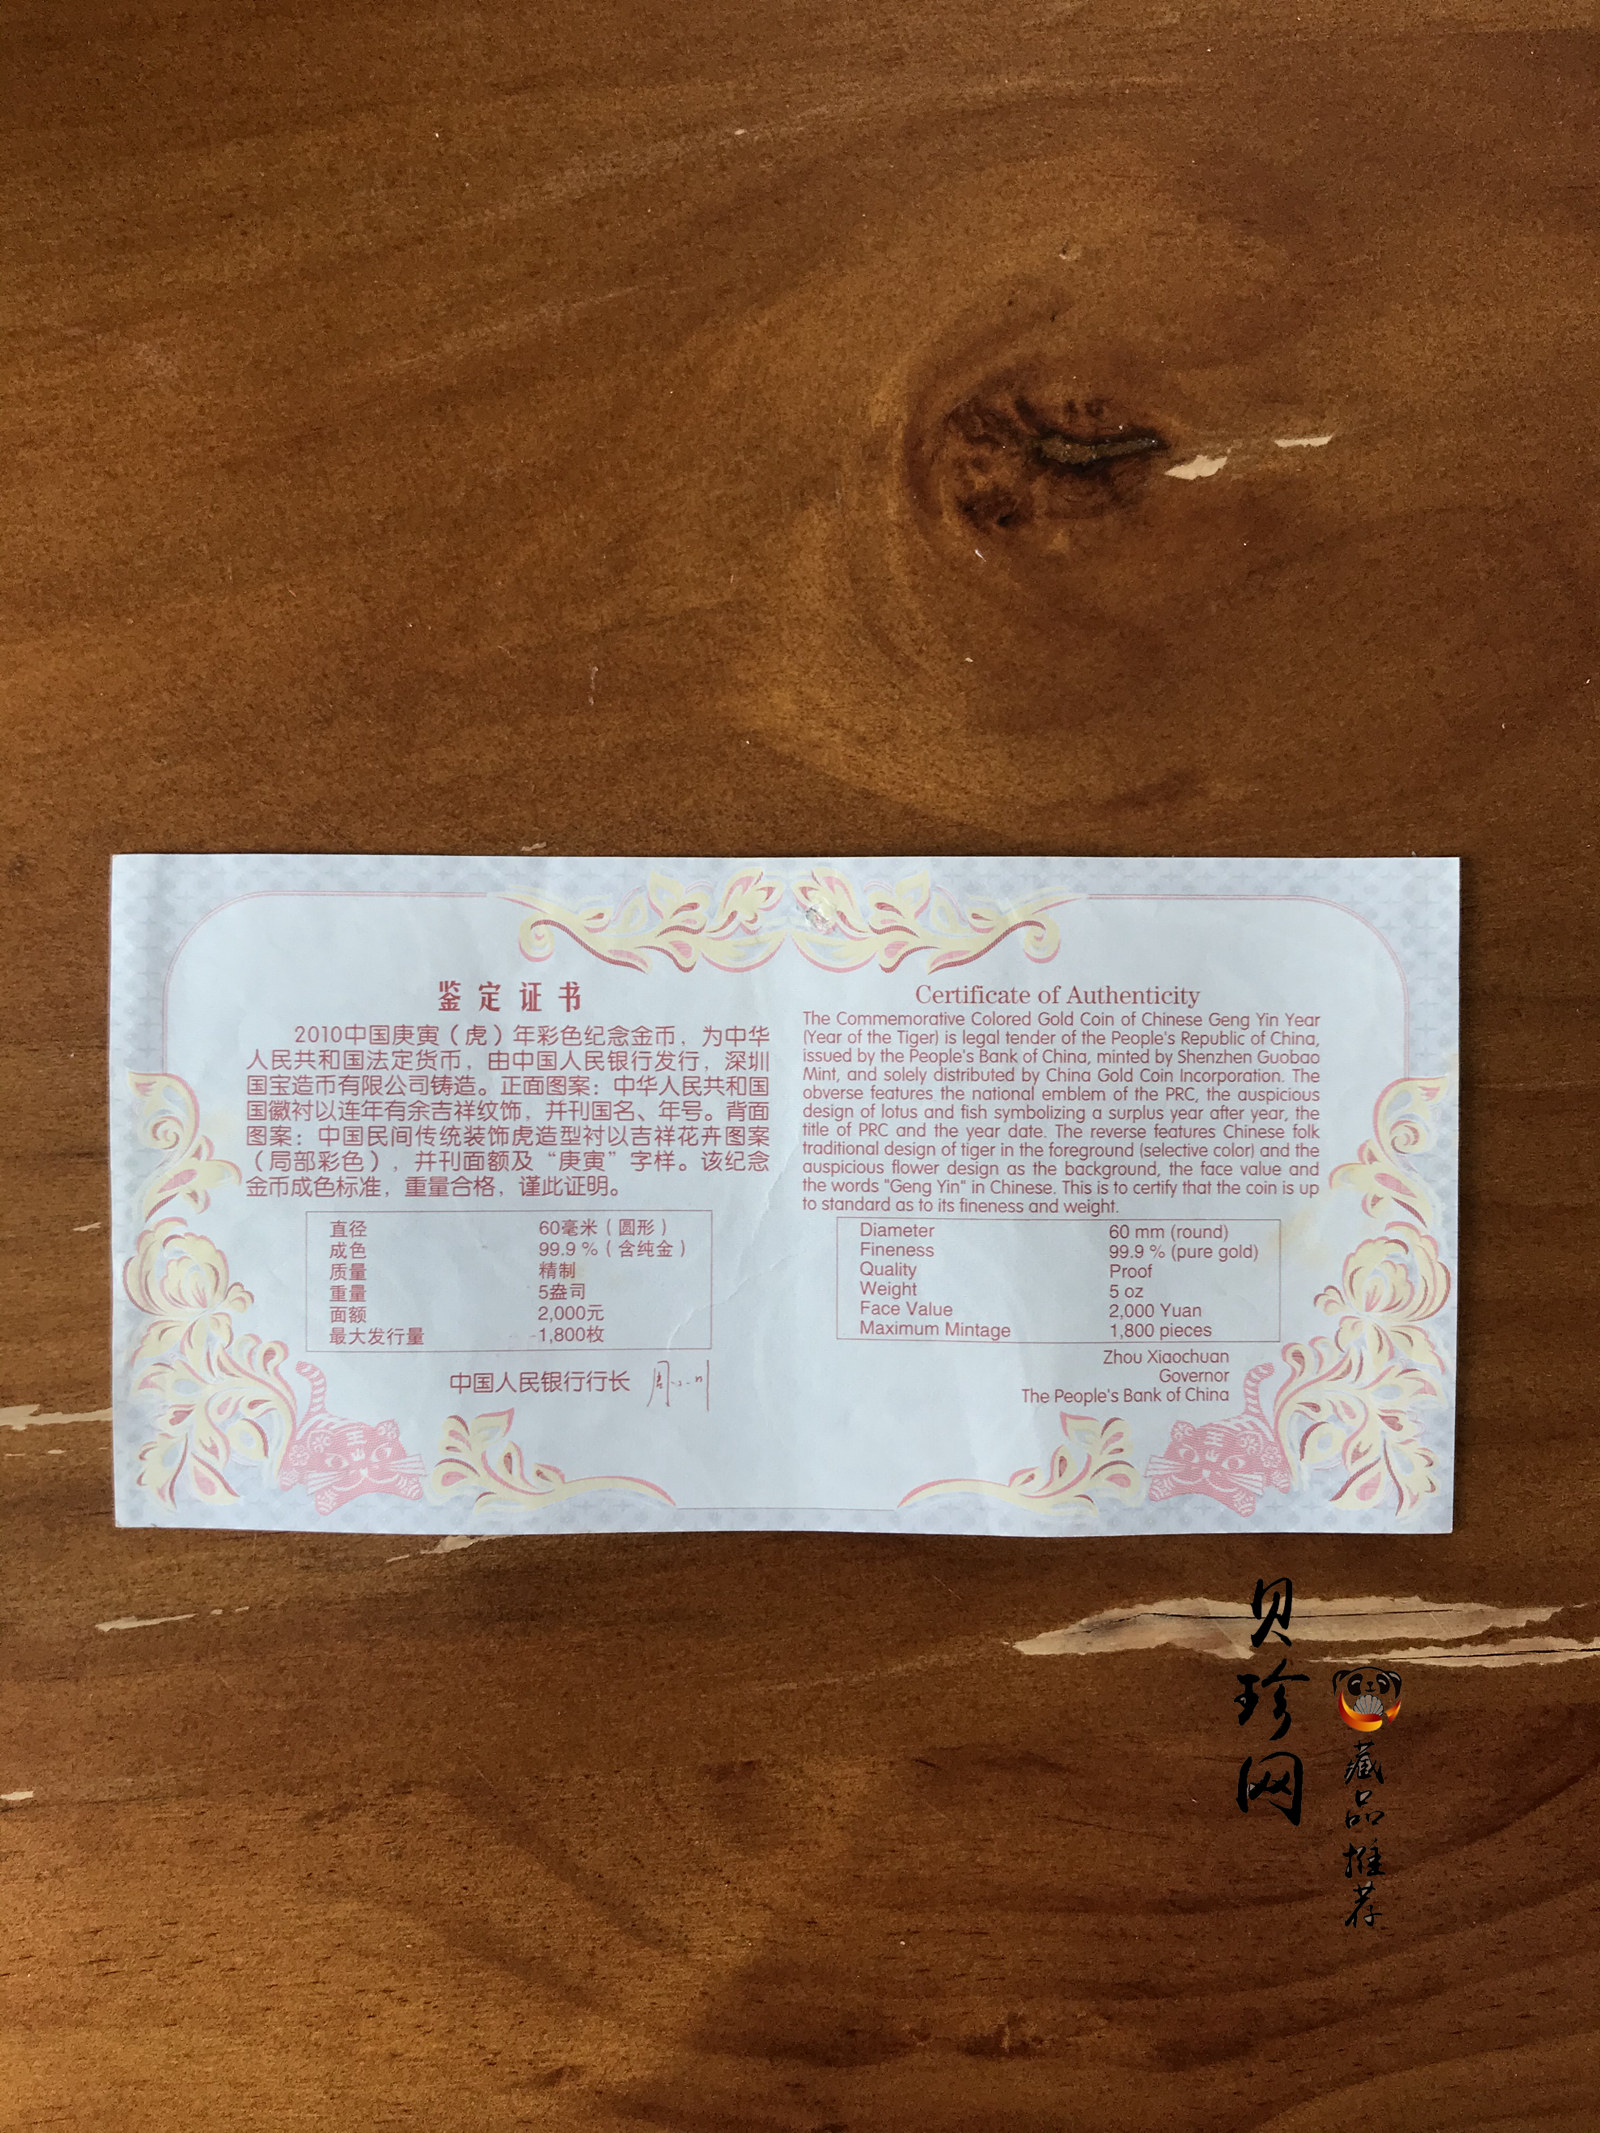 鉴定证书
2010中国庚寅（虎）年彩色纪念金币，为中华
人民共和国法定货币，由中国人民银行发行，深圳
国宝造币有限公司铸造。正面图案：中华人民共和国
国徽衬以连年有余吉祥纹饰，并刊国名、年号。背面
图案：中国民间传统装饰虎造型衬以吉祥花卉图案
（局部彩色），并刊面额及“庚寅”字样。该纪念
金币成色标准，重量合格，谨此证明。
直径 60毫米（圆形）
成色 99.9 %（含纯金）
质量 精制
重量 5盎司
面额 2,000元
最大发行量 1,800枚
中国人民银行行长
Certificate of Authenticity
The Commemorative Colored Gold Coin of Chinese Geng Yin Year
(Year of the Tiger) is legal tender of the People's Republic of China,
issued by the People's Bank of China, minted by Shenzhen Guobao
Mint, and solely distributed by China Gold Coin Incorporation. The
obverse features the national emblem of the PRC, the auspicious
design of lotus and fish symbolizing a surplus year after year, the
title of PRC and the year date. The reverse features Chinese folk
traditional design of tiger in the foreground (selective color) and the
auspicious flower design as the background, the face value and
the words "Geng Yin" in Chinese. This is to certify that the coin is up
to standard as to its fineness and weight.
Diameter 60 mm (round)
Fineness 99.9 % (pure gold)
Quality Proof
Weight 5 oz
Face Value 2,000 Yuan
Maximum Mintage 1,800 pieces
Zhou Xiaochuan
Governor
The People's Bank of China
王
王
贝珍网
藏品推荐